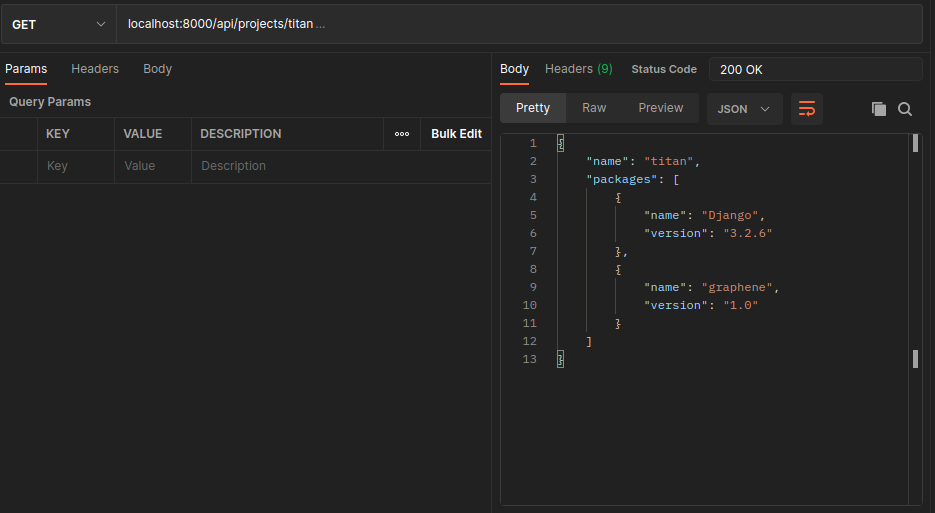 GET localhost:8000/api/projects/titan ...
Params Headers Body
Query Params
KEY VALUE DESCRIPTION ooo Bulk Edit
Key Value Description
Body Headers (9) Status Code 200 OK
Pretty Raw Preview JSON
1 {
2 "name": "titan",
3 "packages": [
4 {
5 "name": "Django",
6 "version": "3.2.6"
7 },
8 {
9 "name": "graphene",
10 "version": "1.0"
11 }
12 ]
13 }